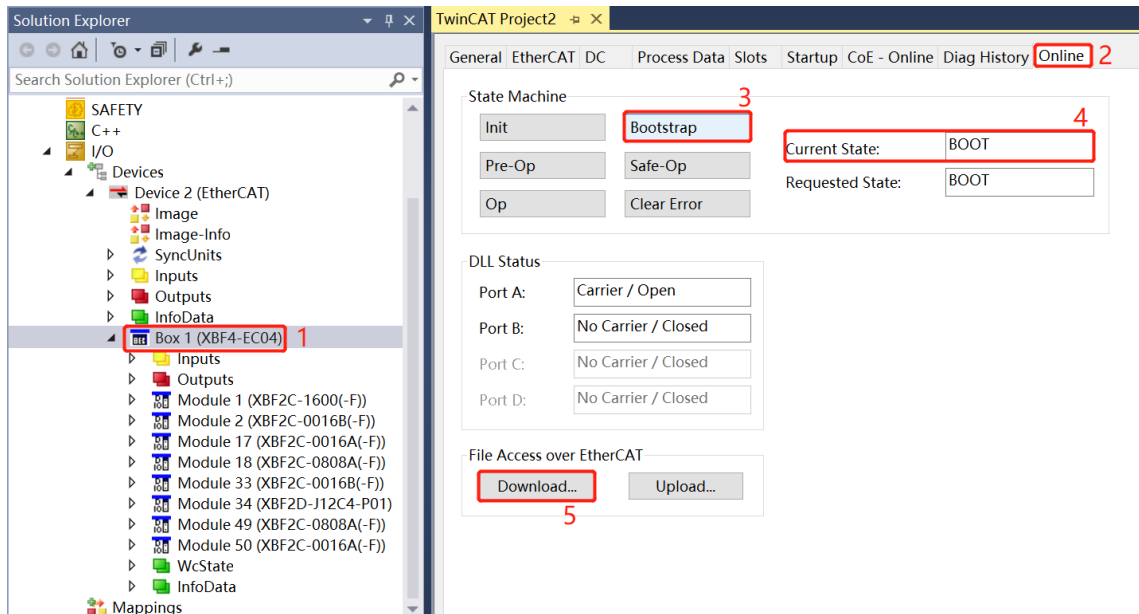 Solution Explorer
Search Solution Explorer (Ctrl+;)
SAFETY
C++
I/O
Devices
Device 2 (EtherCAT)
Image
Image-Info
SyncUnits
Inputs
Outputs
InfoData
Box 1 (XBF4-EC04) 1
Inputs
Outputs
Module 1 (XBF2C-1600(-F))
Module 2 (XBF2C-0016B(-F))
Module 17 (XBF2C-0016A(-F))
Module 18 (XBF2C-0808A(-F))
Module 33 (XBF2C-0016B(-F))
Module 34 (XBF2D-J12C4-P01)
Module 49 (XBF2C-0808A(-F))
Module 50 (XBF2C-0016A(-F))
WcState
InfoData
Mappings
TwinCAT Project2
General EtherCAT DC Process Data Slots Startup CoE - Online Diag History Online 2
State Machine
3
4
Init Bootstrap Current State: BOOT
Pre-Op Safe-Op Requested State: BOOT
Op Clear Error
DLL Status
Port A: Carrier / Open
Port B: No Carrier / Closed
Port C: No Carrier / Closed
Port D: No Carrier / Closed
File Access over EtherCAT
Download... Upload...
5